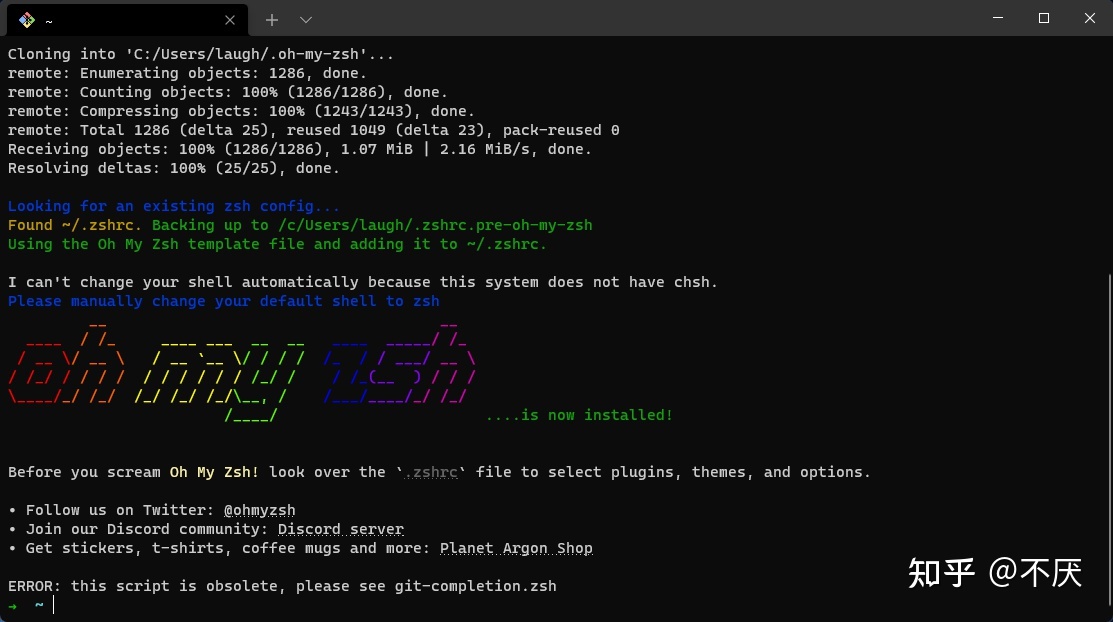 ~
Cloning into 'C:/Users/laugh/.oh-my-zsh'...
remote: Enumerating objects: 1286, done.
remote: Counting objects: 100% (1286/1286), done.
remote: Compressing objects: 100% (1243/1243), done.
remote: Total 1286 (delta 25), reused 1049 (delta 23), pack-reused 0
Receiving objects: 100% (1286/1286), 1.07 MiB | 2.16 MiB/s, done.
Resolving deltas: 100% (25/25), done.
Looking for an existing zsh config...
Found ~/.zshrc. Backing up to /c/Users/laugh/.zshrc.pre-oh-my-zsh
Using the Oh My Zsh template file and adding it to ~/.zshrc.
I can't change your shell automatically because this system does not have chsh.
Please manually change your default shell to zsh
oh my zsh
....is now installed!
Before you scream Oh My Zsh! look over the `.zshrc` file to select plugins, themes, and options.
• Follow us on Twitter: @ohmyzsh
• Join our Discord community: Discord server
• Get stickers, t-shirts, coffee mugs and more: Planet Argon Shop
ERROR: this script is obsolete, please see git-completion.zsh
→ ~
知乎 @不厌